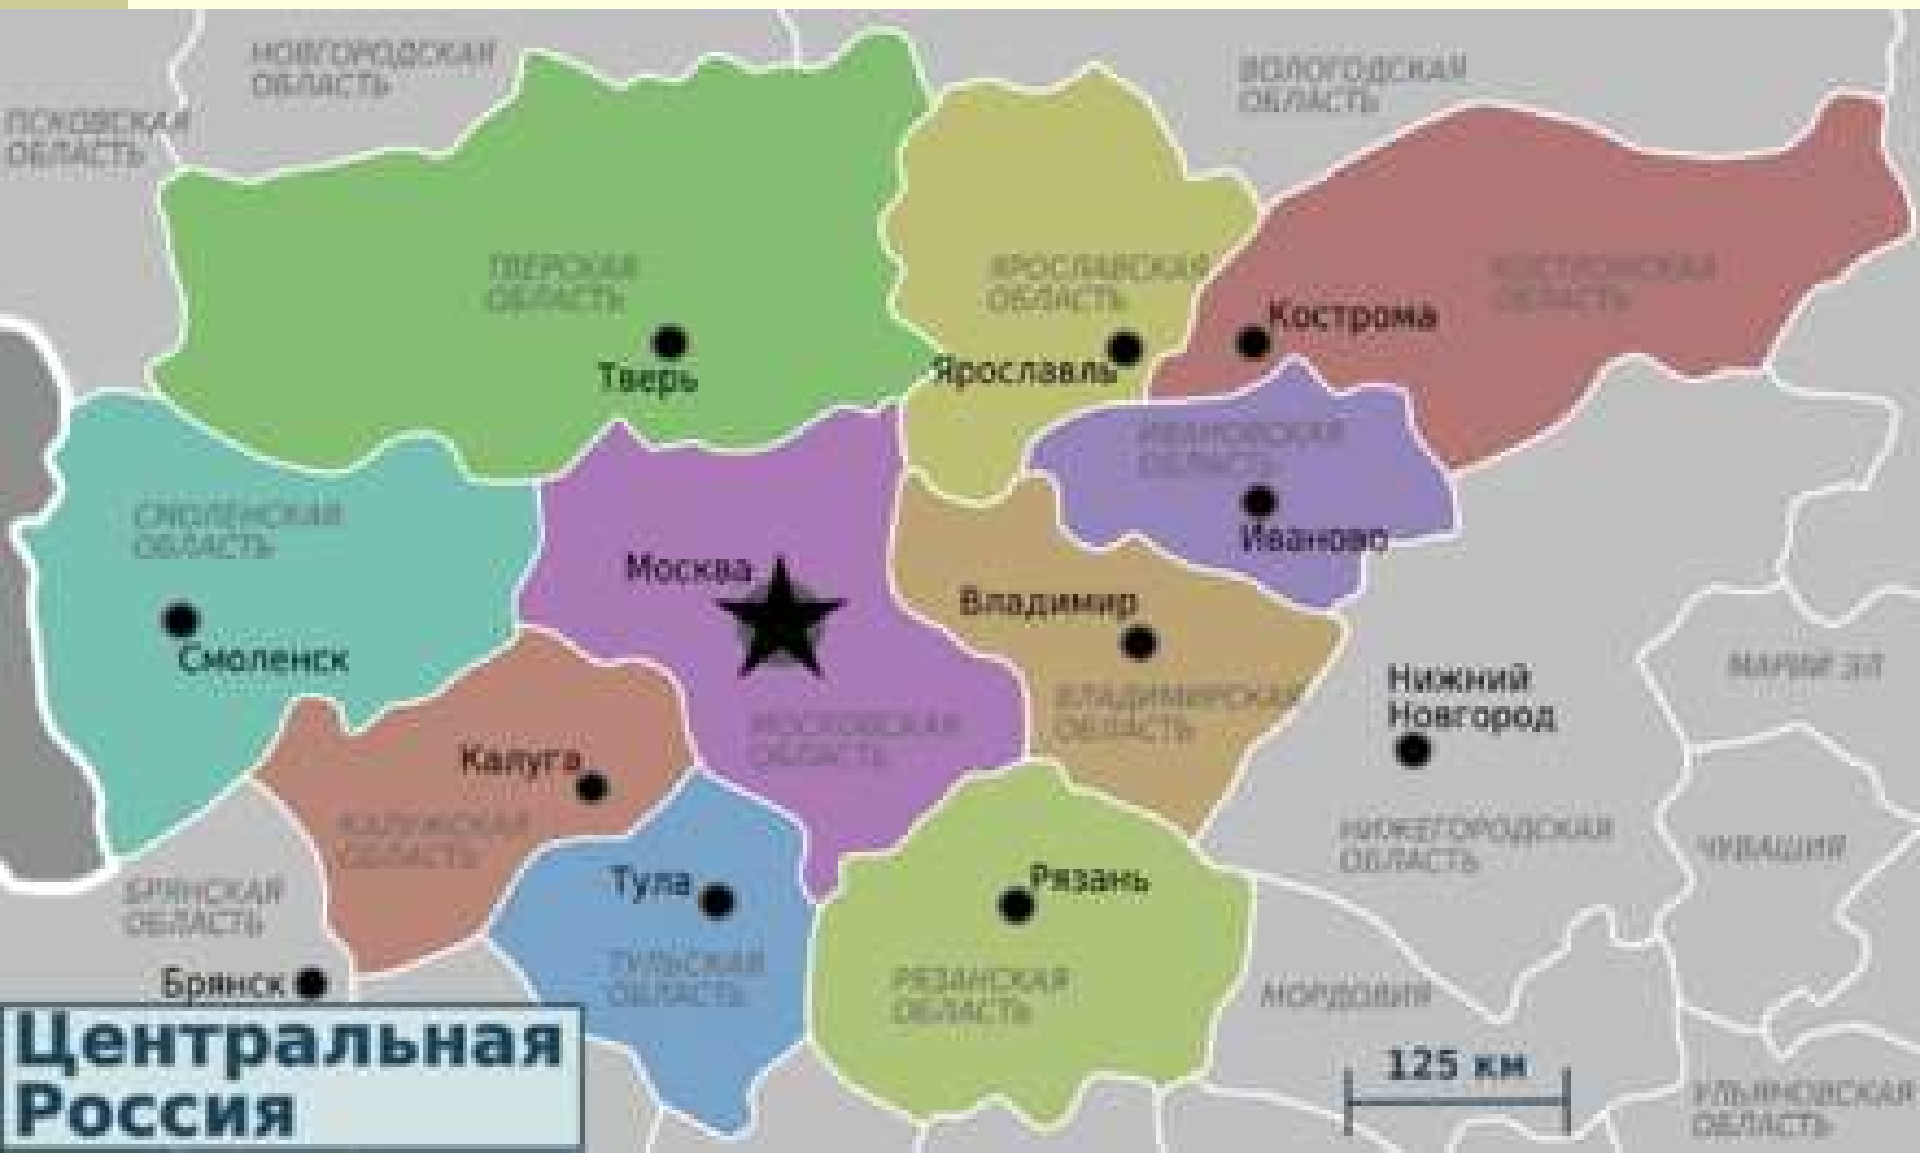 НОВГОРОДСКАЯ
ОБЛАСТЬ
ВОЛОГОДСКАЯ
ОБЛАСТЬ
ПСКОВСКАЯ
ОБЛАСТЬ
ТВЕРСКАЯ
ОБЛАСТЬ
Тверь
ЯРОСЛАВСКАЯ
ОБЛАСТЬ
Ярославль
КОСТРОМСКАЯ
ОБЛАСТЬ
Кострома
ИВАНОВСКАЯ
ОБЛАСТЬ
Иваново
СМОЛЕНСКАЯ
ОБЛАСТЬ
Смоленск
Москва
МОСКОВСКАЯ
ОБЛАСТЬ
Владимир
ВЛАДИМИРСКАЯ
ОБЛАСТЬ
Нижний
Новгород
НИЖЕГОРОДСКАЯ
ОБЛАСТЬ
МАРИЙ ЭЛ
ЧУВАШИЯ
Калуга
КАЛУЖСКАЯ
ОБЛАСТЬ
БРЯНСКАЯ
ОБЛАСТЬ
Брянск
Тула
ТУЛЬСКАЯ
ОБЛАСТЬ
Рязань
РЯЗАНСКАЯ
ОБЛАСТЬ
МОРДОВИЯ
УЛЬЯНОВСКАЯ
ОБЛАСТЬ
125 км
Центральная
Россия